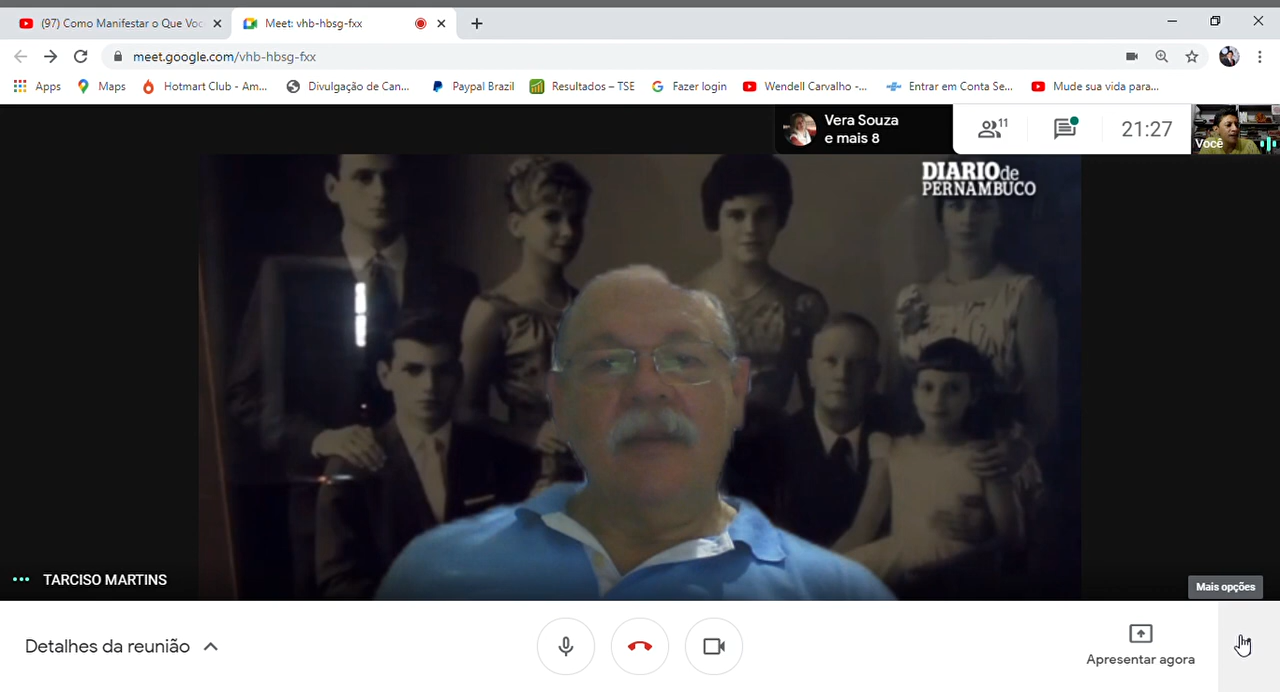 (97) Como Manifestar o Que Voc
Meet: vhb-hbsg-fxx
meet.google.com/vhb-hbsg-fxx
Apps
Maps
Hotmart Club - Am...
Divulgação de Can...
Paypal Brazil
Resultados – TSE
Fazer login
Wendell Carvalho -...
Entrar em Conta Se...
Mude sua vida para...
Vera Souza
e mais 8
11
21:27
Você
DIARIO de
PERNAMBUCO
TARCISO MARTINS
Mais opções
Detalhes da reunião
Apresentar agora